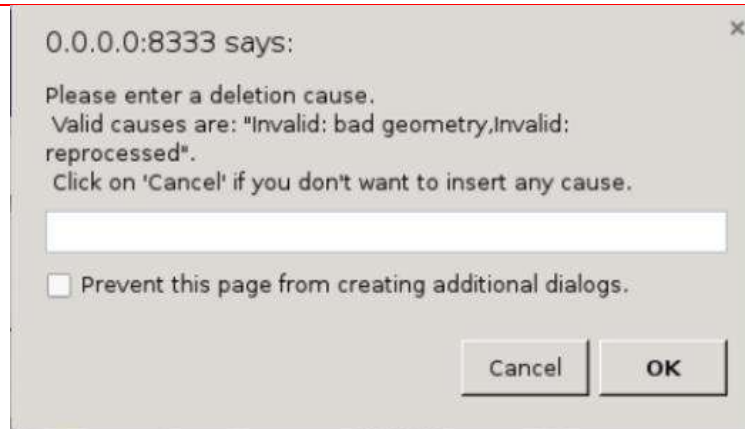 0.0.0.0:8333 says:
×
Please enter a deletion cause.
Valid causes are: "Invalid: bad geometry,Invalid:
reprocessed".
Click on 'Cancel' if you don't want to insert any cause.
Prevent this page from creating additional dialogs.
Cancel OK